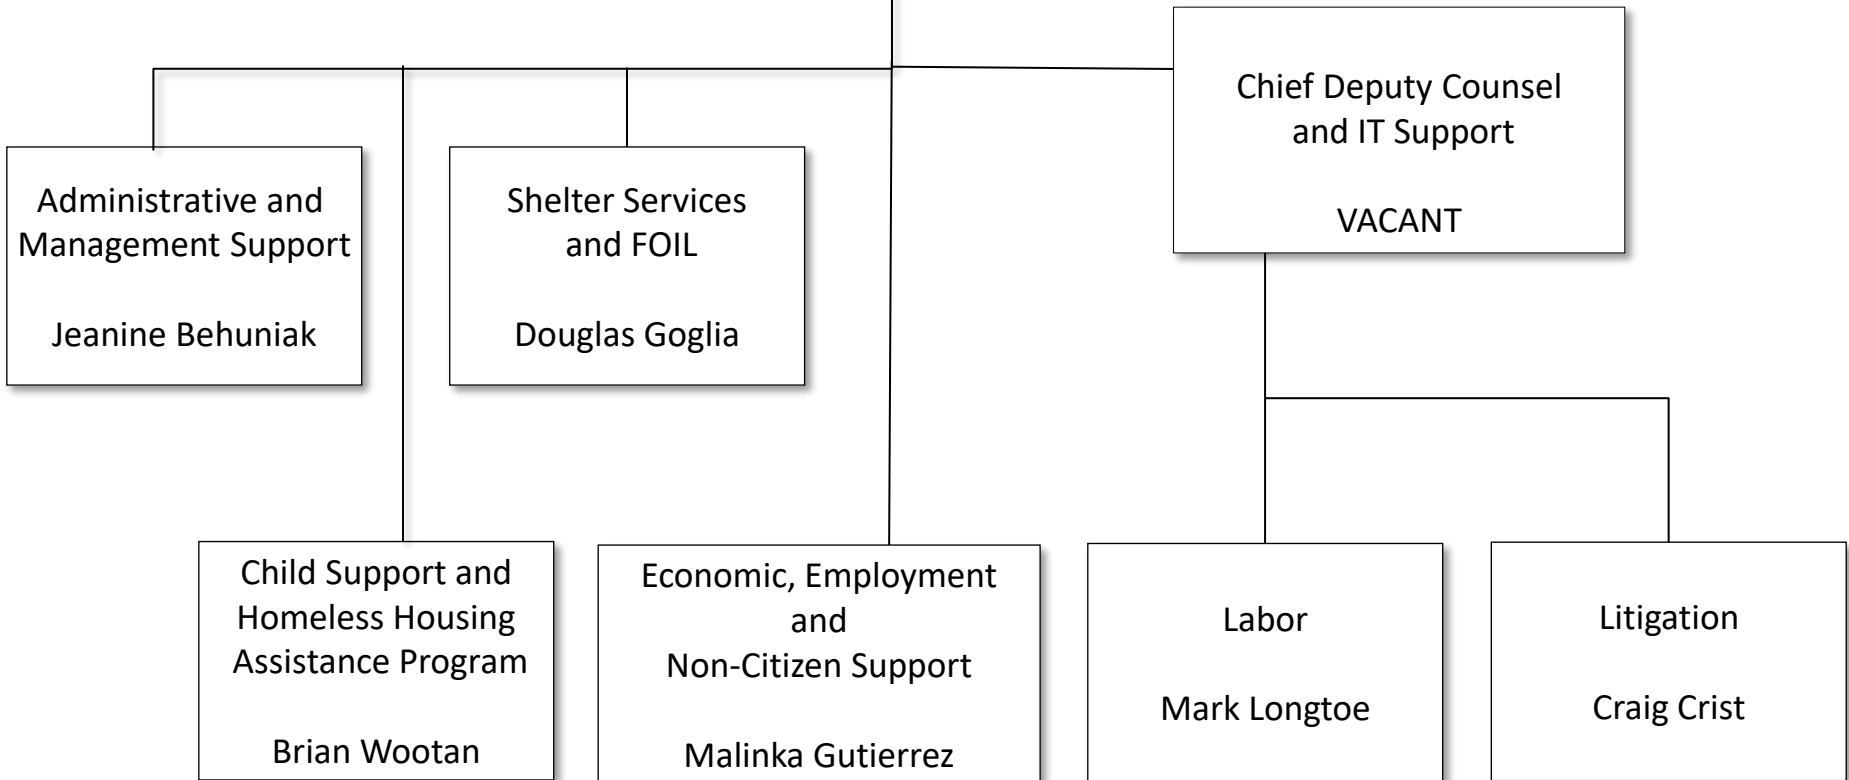 Chief Deputy Counsel
and IT Support
VACANT
Administrative and
Management Support
Jeanine Behuniak
Shelter Services
and FOIL
Douglas Goglia
Child Support and
Homeless Housing
Assistance Program
Brian Wootan
Economic, Employment
and
Non-Citizen Support
Malinka Gutierrez
Labor
Mark Longtoe
Litigation
Craig Crist